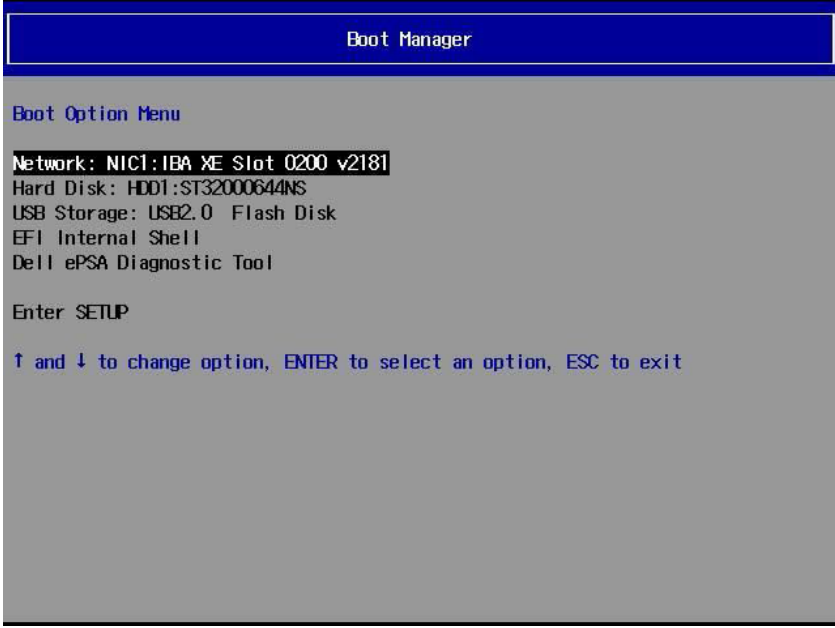 Boot Manager
Boot Option Menu
Network: NIC1:IBA XE Slot 0200 v2181
Hard Disk: HDD1:ST32000644NS
USB Storage: USB2.0  Flash Disk
EFI Internal Shell
Dell ePSA Diagnostic Tool
Enter SETUP
↑ and ↓ to change option, ENTER to select an option, ESC to exit